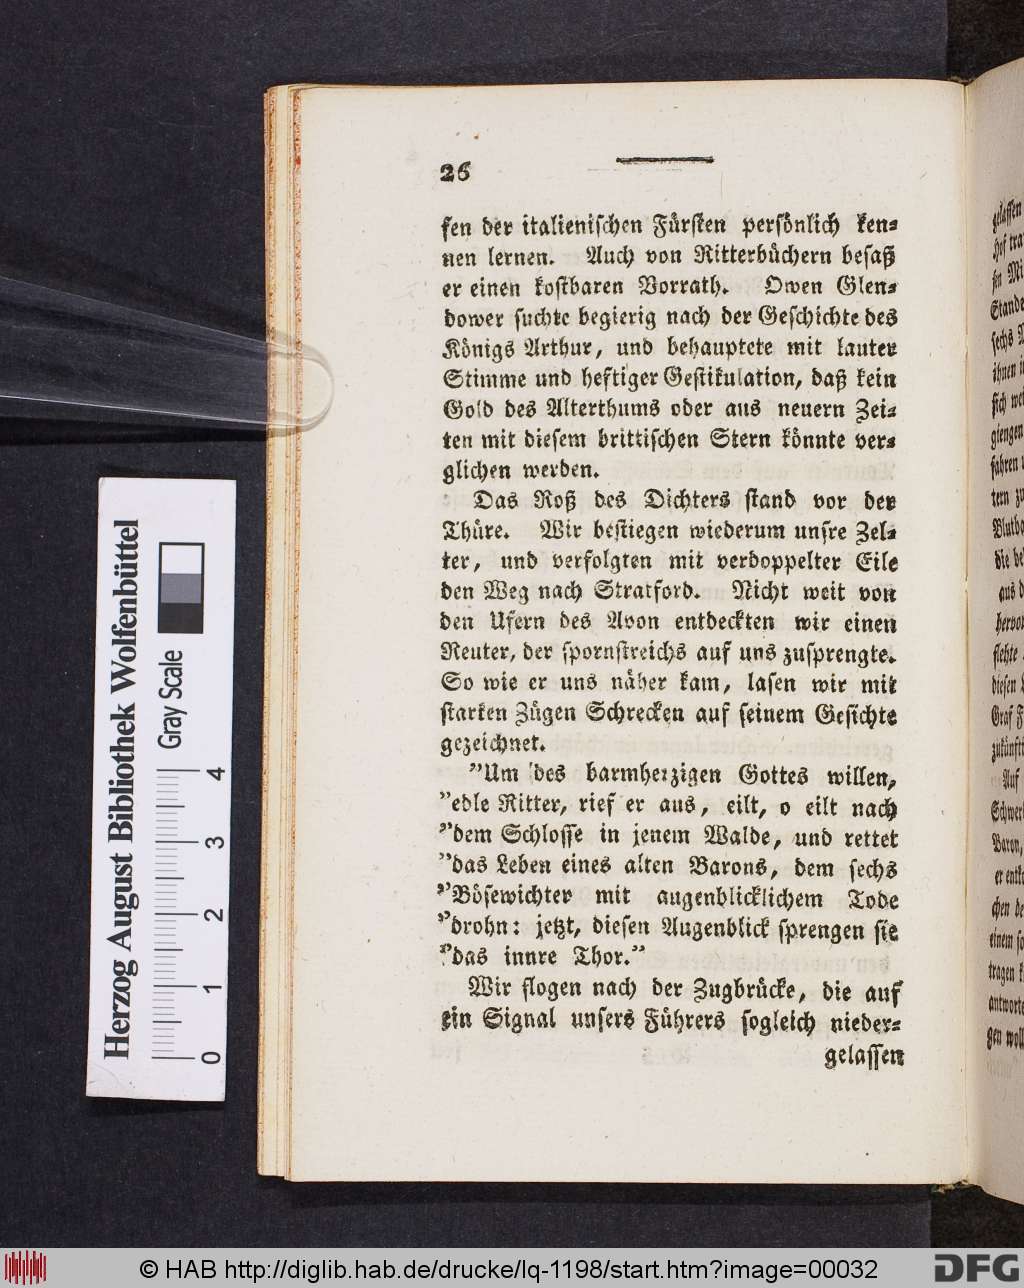 26
sen der italienischen Fürsten persönlich ken-
nen lernen. Auch von Ritterbüchern besaß
er einen kostbaren Vorrath. Owen Glen-
dower suchte begierig nach der Geschichte des
Königs Arthur, und behauptete mit lauter
Stimme und heftiger Gestikulation, daß kein
Gold des Alterthums oder aus neuern Zei-
ten mit diesem brittischen Stern könnte ver-
glichen werden.
Das Roß des Dichters stand vor der
Thüre. Wir bestiegen wiederum unsre Zel-
ter, und verfolgten mit verdoppelter Eile
den Weg nach Stratford. Nicht weit von
den Ufern des Avon entdeckten wir einen
Reuter, der spornstreichs auf uns zusprengte.
So wie er uns näher kam, lasen wir mit
starken Zügen Schrecken auf seinem Gesichte
gezeichnet.
"Um des barmherzigen Gottes willen,
"edle Ritter, rief er aus, eilt, o eilt nach
"dem Schlosse in jenem Walde, und rettet
"das Leben eines alten Barons, dem sechs
"Bösewichter mit augenblicklichem Tode
"drohn: jetzt, diesen Augenblick sprengen sie
"das innre Thor."
Wir flogen nach der Zugbrücke, die auf
ein Signal unsers Führers sogleich nieder-
gelassen
Herzog August Bibliothek Wolfenbüttel
Gray Scale
0 1 2 3 4
© HAB http://diglib.hab.de/drucke/lq-1198/start.htm?image=00032
DFG